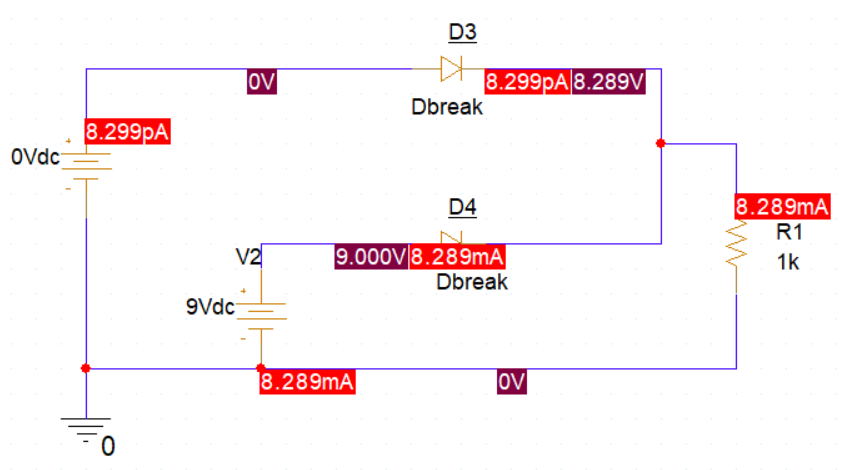 D3
0V
8.299pA 8.289V
Dbreak
8.299pA
+
0Vdc
-
D4
8.289mA
R1
1k
V2
9.000V 8.289mA
Dbreak
+
9Vdc
-
8.289mA
0V
0